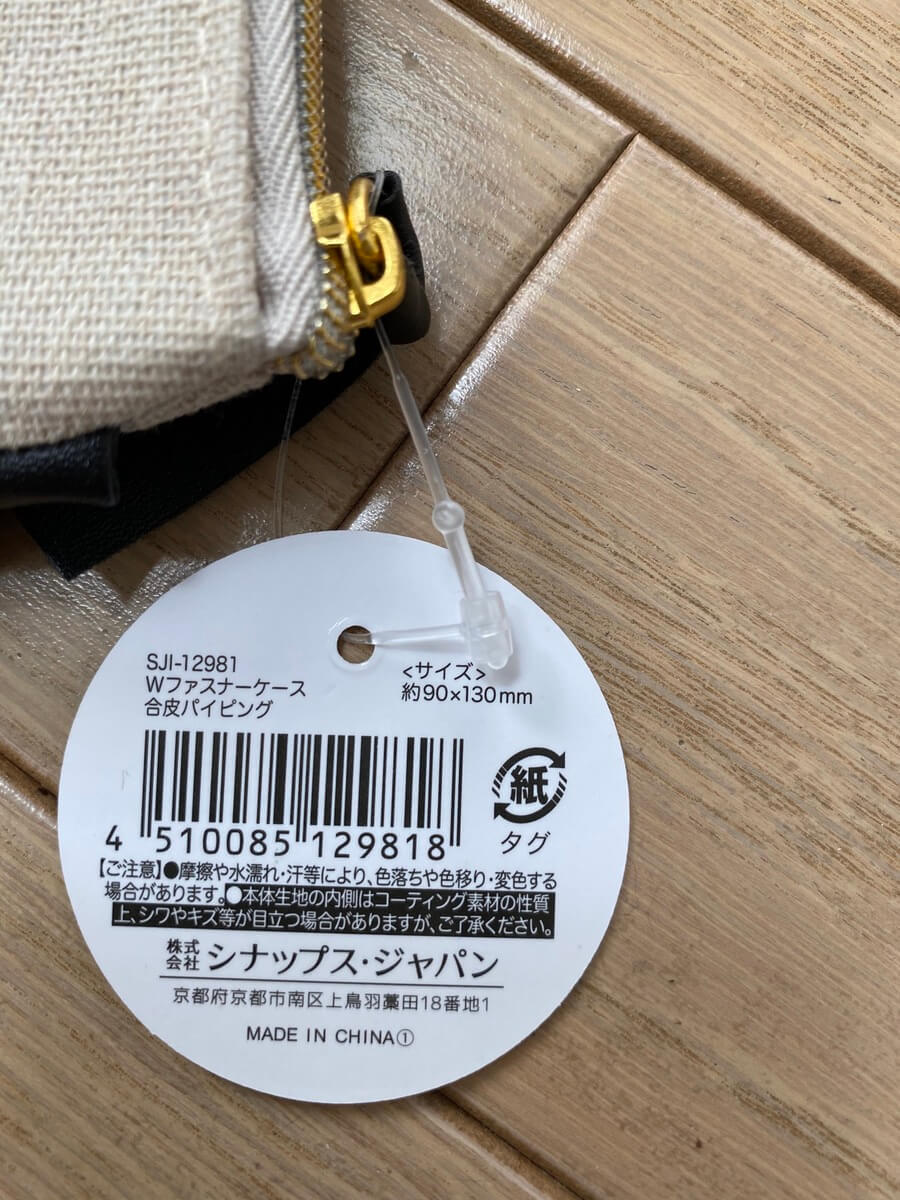 SJI-12981
Wファスナーケース
合皮パイピング
<サイズ>
約90×130mm
紙
タグ
4 510085 129818
【ご注意】●摩擦や水濡れ・汗等により、色落ちや色移り・変色する
場合があります。●本体生地の内側はコーティング素材の性質
上、シワやキズ等が目立つ場合がありますが、ご了承ください。
株式会社 シナップス・ジャパン
京都府京都市南区上鳥羽藁田18番地1
MADE IN CHINA①